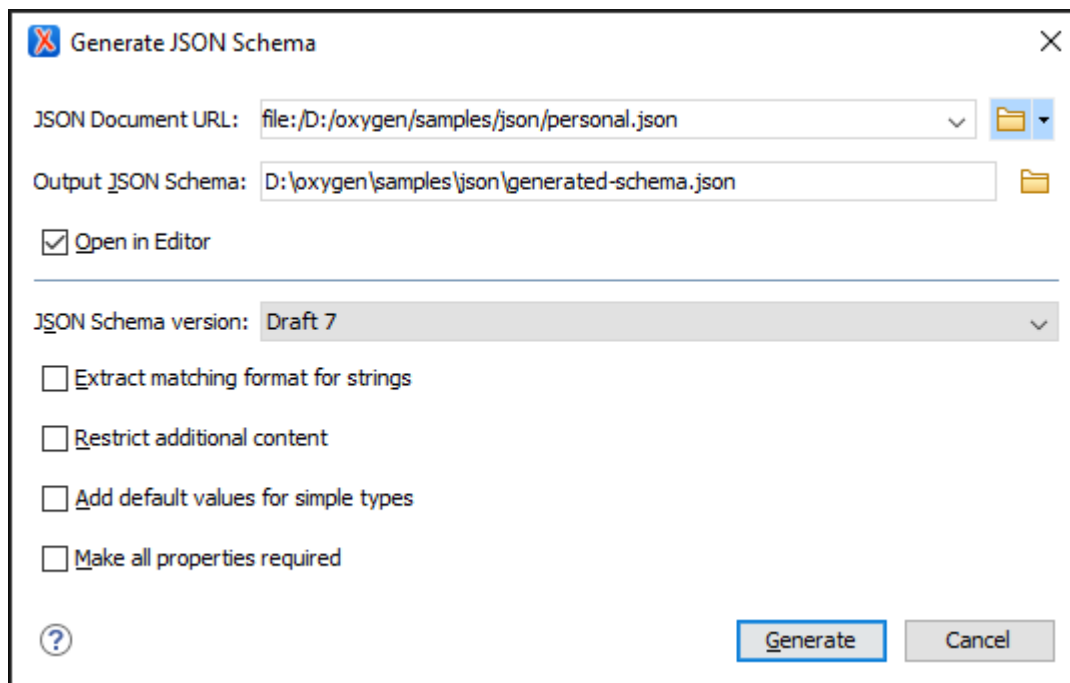 Generate JSON Schema
JSON Document URL: file:/D:/oxygen/samples/json/personal.json
Output JSON Schema: D:\oxygen\samples\json\generated-schema.json
Open in Editor
JSON Schema version: Draft 7
Extract matching format for strings
Restrict additional content
Add default values for simple types
Make all properties required
? Generate Cancel